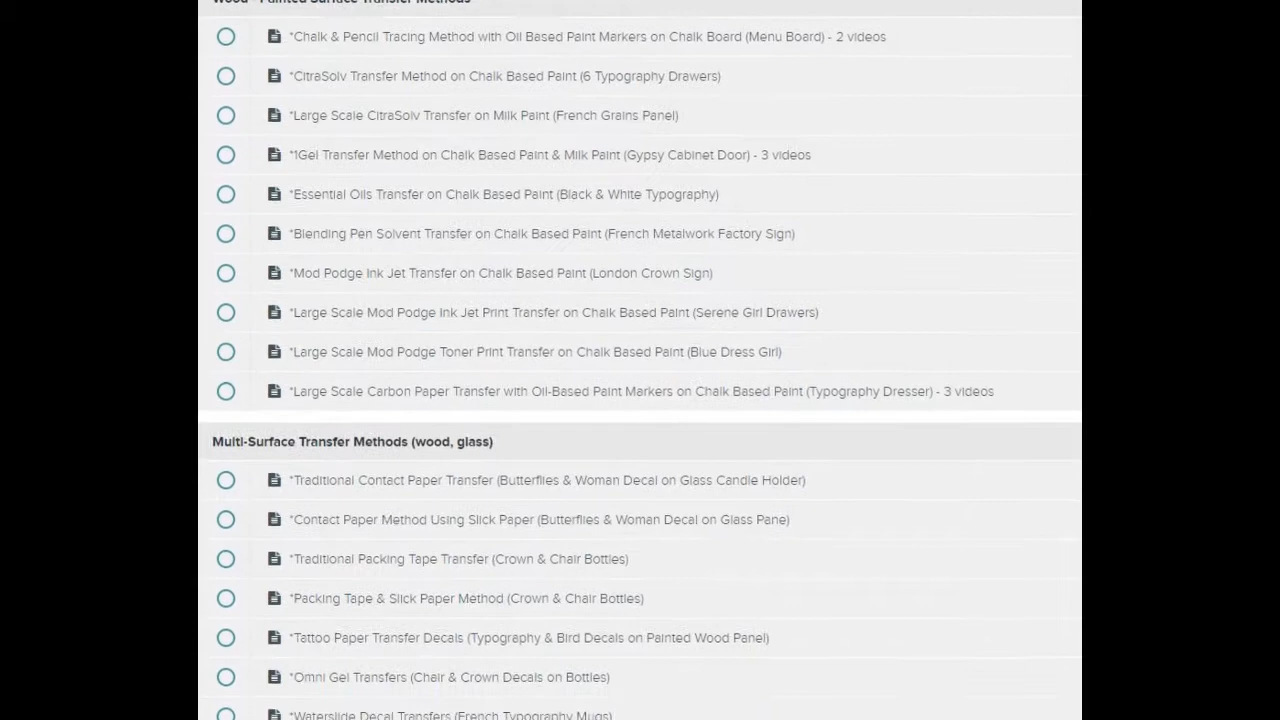 Wood - Painted Surface Transfer Methods
*Chalk & Pencil Tracing Method with Oil Based Paint Markers on Chalk Board (Menu Board) - 2 videos
*CitraSolv Transfer Method on Chalk Based Paint (6 Typography Drawers)
*Large Scale CitraSolv Transfer on Milk Paint (French Grains Panel)
*1Gel Transfer Method on Chalk Based Paint & Milk Paint (Gypsy Cabinet Door) - 3 videos
*Essential Oils Transfer on Chalk Based Paint (Black & White Typography)
*Blending Pen Solvent Transfer on Chalk Based Paint (French Metalwork Factory Sign)
*Mod Podge Ink Jet Transfer on Chalk Based Paint (London Crown Sign)
*Large Scale Mod Podge Ink Jet Print Transfer on Chalk Based Paint (Serene Girl Drawers)
*Large Scale Mod Podge Toner Print Transfer on Chalk Based Paint (Blue Dress Girl)
*Large Scale Carbon Paper Transfer with Oil-Based Paint Markers on Chalk Based Paint (Typography Dresser) - 3 videos
Multi-Surface Transfer Methods (wood, glass)
*Traditional Contact Paper Transfer (Butterflies & Woman Decal on Glass Candle Holder)
*Contact Paper Method Using Slick Paper (Butterflies & Woman Decal on Glass Pane)
*Traditional Packing Tape Transfer (Crown & Chair Bottles)
*Packing Tape & Slick Paper Method (Crown & Chair Bottles)
*Tattoo Paper Transfer Decals (Typography & Bird Decals on Painted Wood Panel)
*Omni Gel Transfers (Chair & Crown Decals on Bottles)
*Waterslide Decal Transfers (French Typography Mugs)